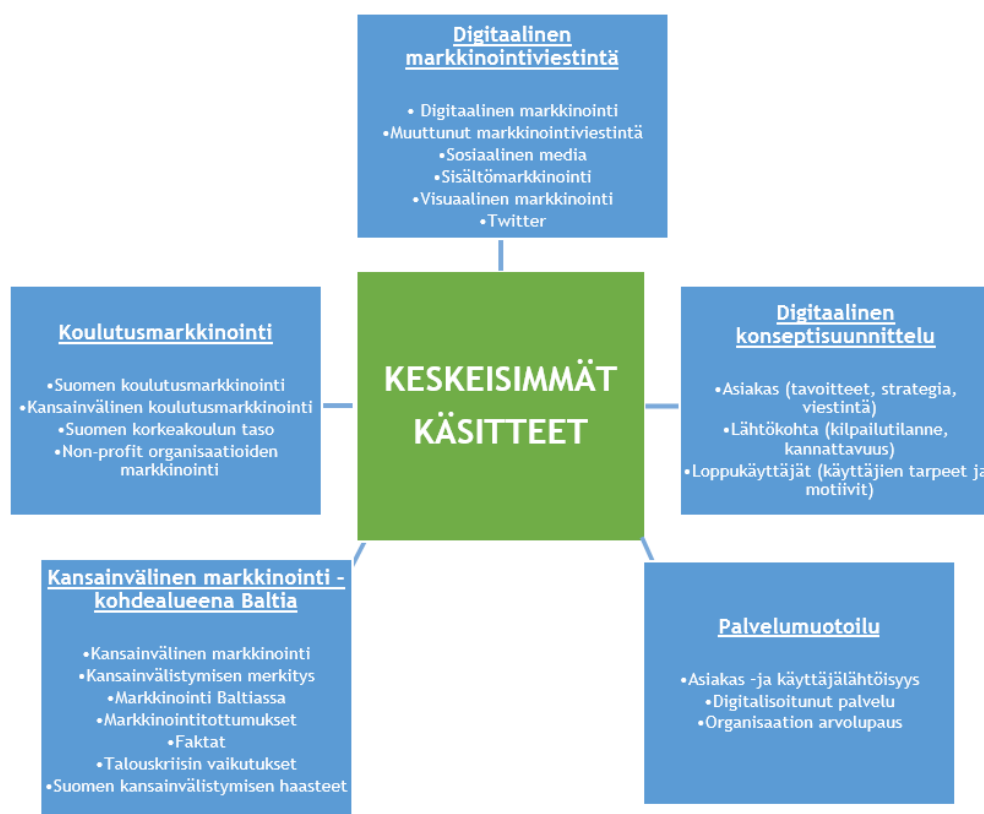 Digitaalinen
markkinointiviestintä
• Digitaalinen markkinointi
•Muuttunut markkinointiviestintä
•Sosiaalinen media
•Sisältömarkkinointi
•Visuaalinen markkinointi
•Twitter
Koulutusmarkkinointi
•Suomen koulutusmarkkinointi
•Kansainvälinen koulutusmarkkinointi
•Suomen korkeakoulun taso
•Non-profit organisaatioiden
markkinointi
KESKEISIMMÄT
KÄSITTEET
Digitaalinen
konseptisuunnittelu
•Asiakas (tavoitteet, strategia,
viestintä)
•Lähtökohta (kilpailutilanne,
kannattavuus)
•Loppukäyttäjät (käyttäjien tarpeet ja
motiivit)
Kansainvälinen markkinointi –
kohdealueena Baltia
•Kansainvälinen markkinointi
•Kansainvälistymisen merkitys
•Markkinointi Baltiassa
•Markkinointitottumukset
•Faktat
•Talouskriisin vaikutukset
•Suomen kansainvälistymisen haasteet
Palvelumuotoilu
•Asiakas –ja käyttäjälähtöisyys
•Digitalisoitunut palvelu
•Organisaation arvolupaus